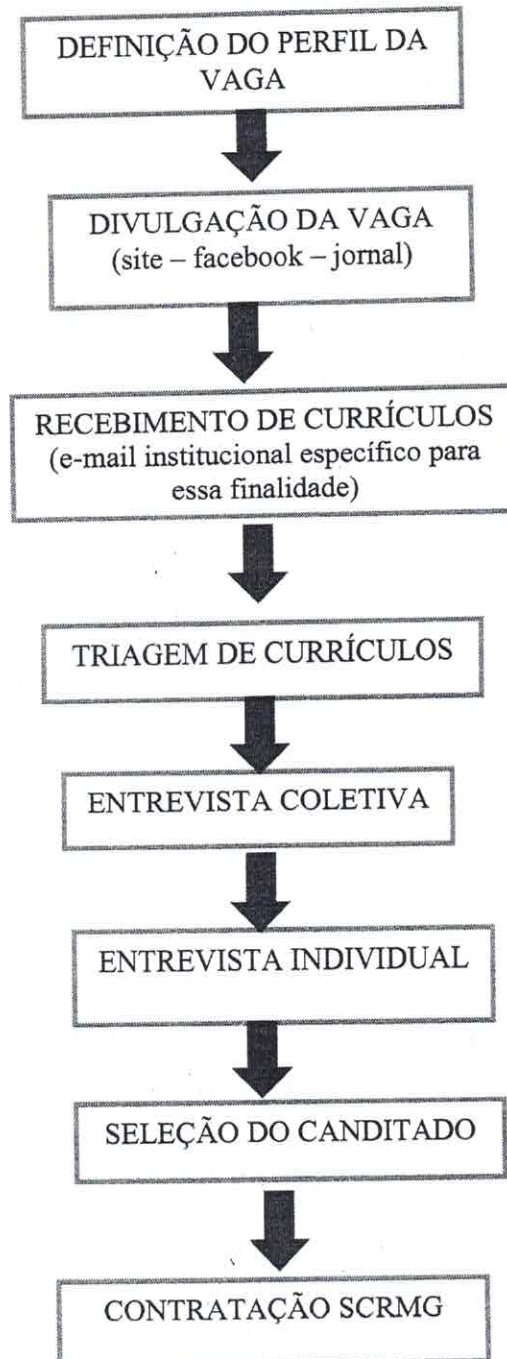 DEFINIÇÃO DO PERFIL DA
VAGA
DIVULGAÇÃO DA VAGA
(site – facebook – jornal)
RECEBIMENTO DE CURRÍCULOS
(e-mail institucional específico para
essa finalidade)
TRIAGEM DE CURRÍCULOS
ENTREVISTA COLETIVA
ENTREVISTA INDIVIDUAL
SELEÇÃO DO CANDITADO
CONTRATAÇÃO SCRMG